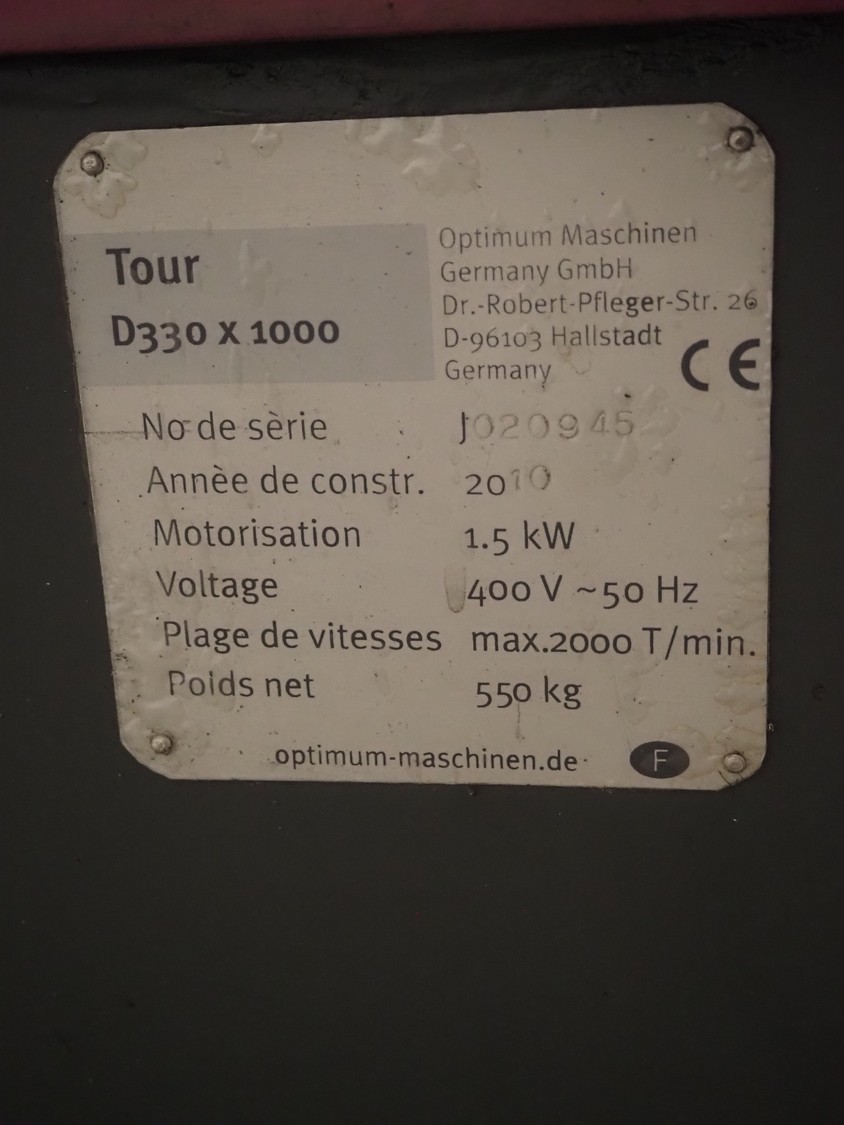 Tour
D330 x 1000
Optimum Maschinen
Germany GmbH
Dr.-Robert-Pfleger-Str. 26
D-96103 Hallstadt
Germany
CE
No de sèrie J020945
Annèe de constr. 2010
Motorisation 1.5 kW
Voltage 400 V ~50 Hz
Plage de vitesses max.2000 T/min.
Poids net 550 kg
optimum-maschinen.de F